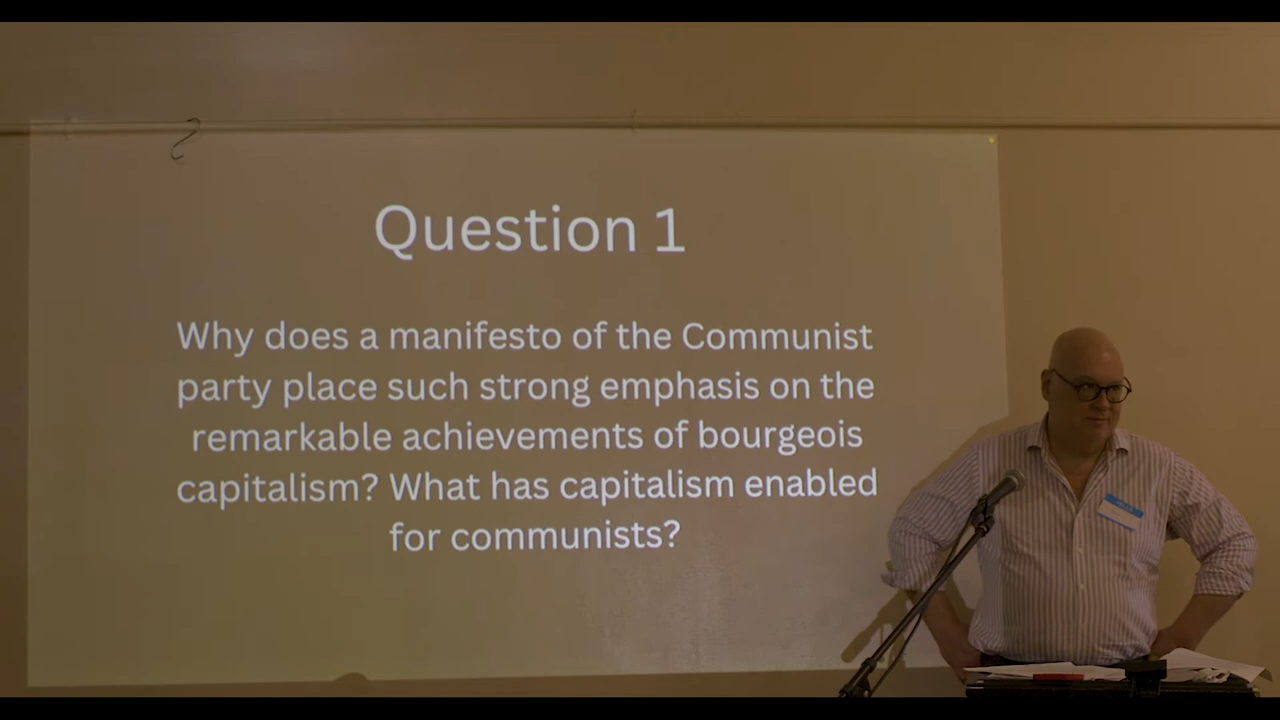 Question 1
Why does a manifesto of the Communist
party place such strong emphasis on the
remarkable achievements of bourgeois
capitalism? What has capitalism enabled
for communists?